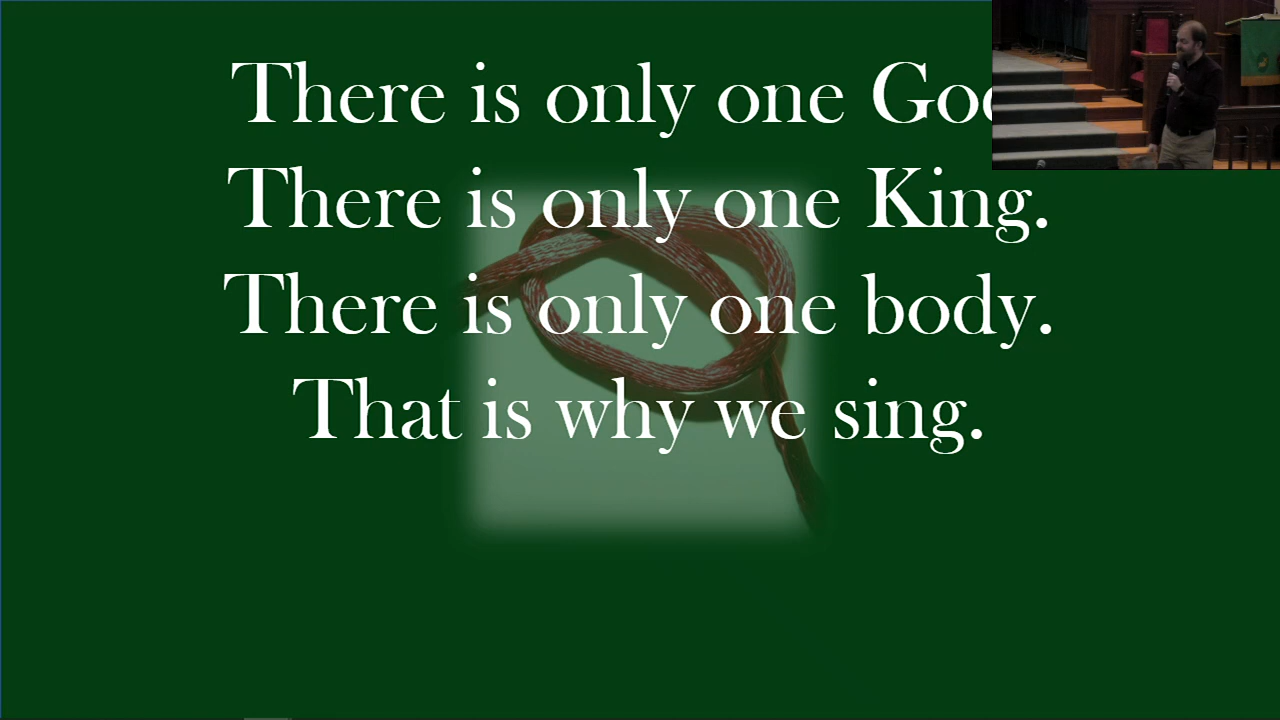 There is only one God
There is only one King.
There is only one body.
That is why we sing.